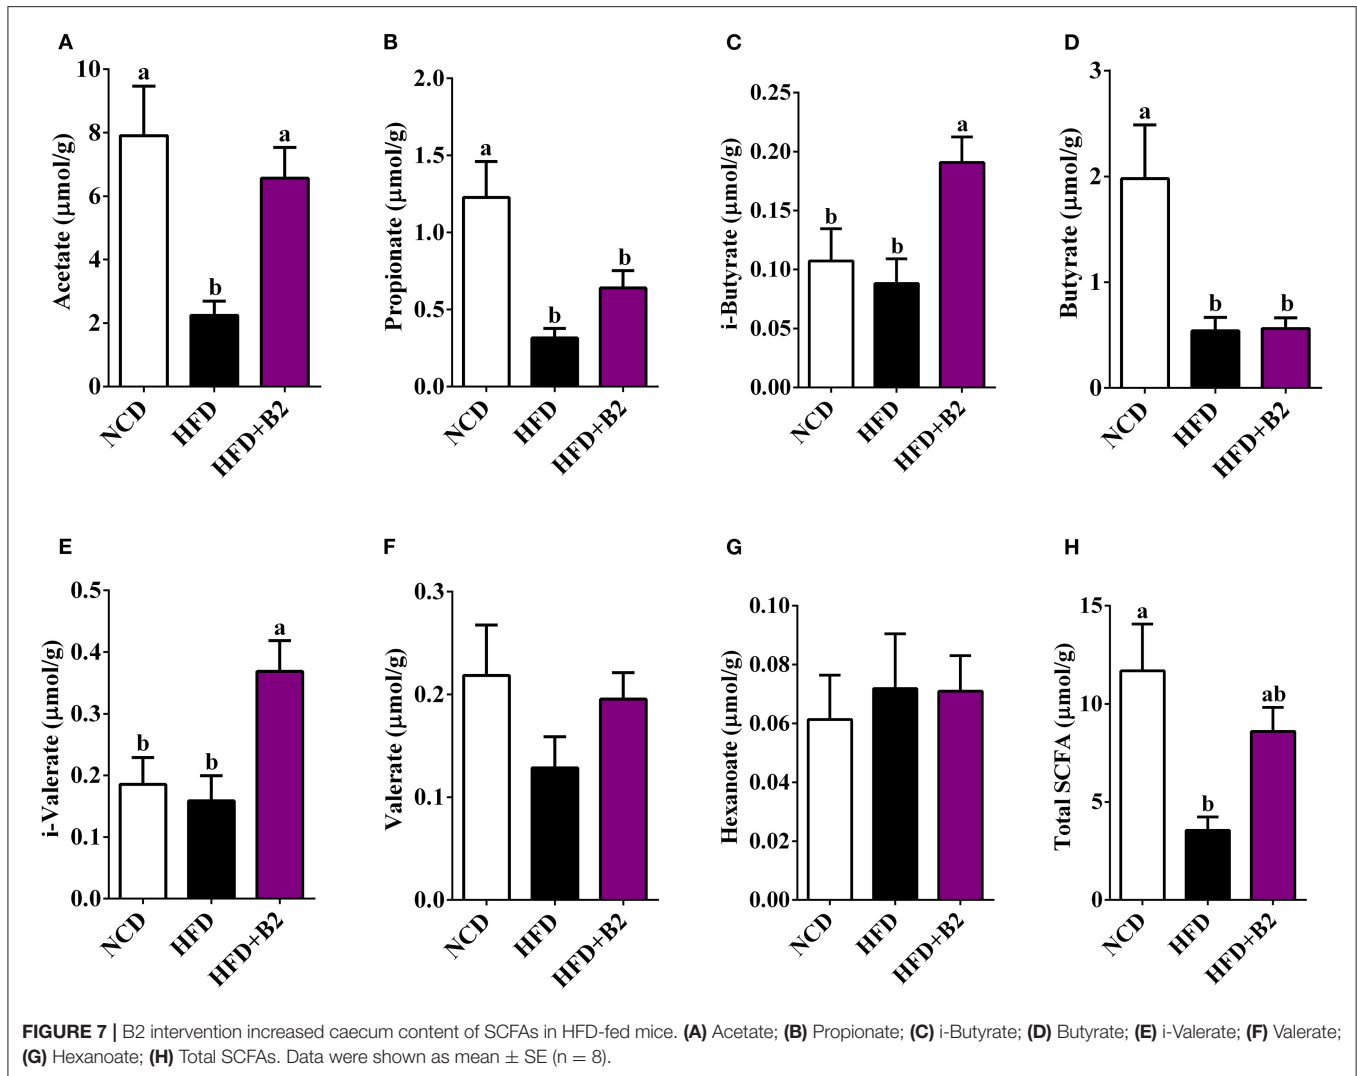 A
B
C
D
Acetate (μmol/g)
10
8
6
4
2
0
a
b
a
NCD
HFD
HFD+B2
Propionate (μmol/g)
2.0
1.5
1.0
0.5
0.0
a
b
b
NCD
HFD
HFD+B2
i-Butyrate (μmol/g)
0.25
0.20
0.15
0.10
0.05
0.00
b
b
a
NCD
HFD
HFD+B2
Butyrate (μmol/g)
3
2
1
0
a
b
b
NCD
HFD
HFD+B2
E
F
G
H
i-Valerate (μmol/g)
0.5
0.4
0.3
0.2
0.1
0.0
b
b
a
NCD
HFD
HFD+B2
Valerate (μmol/g)
0.3
0.2
0.1
0.0
NCD
HFD
HFD+B2
Hexanoate (μmol/g)
0.10
0.08
0.06
0.04
0.02
0.00
NCD
HFD
HFD+B2
Total SCFA (μmol/g)
15
10
5
0
a
b
ab
NCD
HFD
HFD+B2
FIGURE 7 | B2 intervention increased caecum content of SCFAs in HFD-fed mice. (A) Acetate; (B) Propionate; (C) i-Butyrate; (D) Butyrate; (E) i-Valerate; (F) Valerate;
(G) Hexanoate; (H) Total SCFAs. Data were shown as mean ± SE (n = 8).